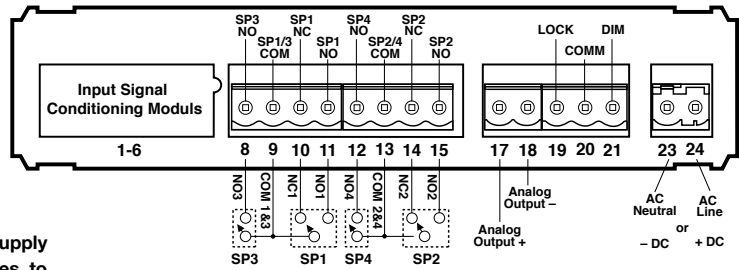 SP3 NO
SP1/3 COM
SP1 NC
SP1 NO
SP4 NO
SP2/4 COM
SP2 NC
SP2 NO
LOCK
COMM
DIM
Input Signal
Conditioning Moduls
1-6
8 9 10 11 12 13 14 15 17 18 19 20 21 23 24
NO3
COM 1&3
NC1
NO1
NO4
COM 2&4
NC2
NO2
SP3
SP1
SP4
SP2
Analog
Output –
Analog
Output +
AC
Neutral
AC
Line
or
– DC
+ DC
upply
es to